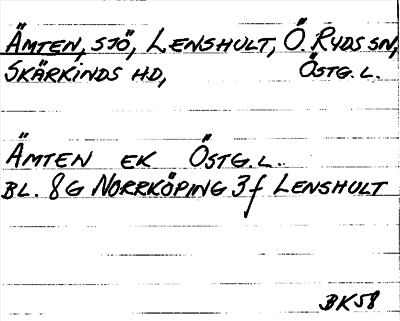 ÄMTEN, SJÖ, LENSHULT, Ö. RYDS SN,
SKÄRKINDS HD, ÖSTG. L.
ÄMTEN EK ÖSTG. L.
BL. 8G NORRKÖPING 3f LENSHULT
BK58